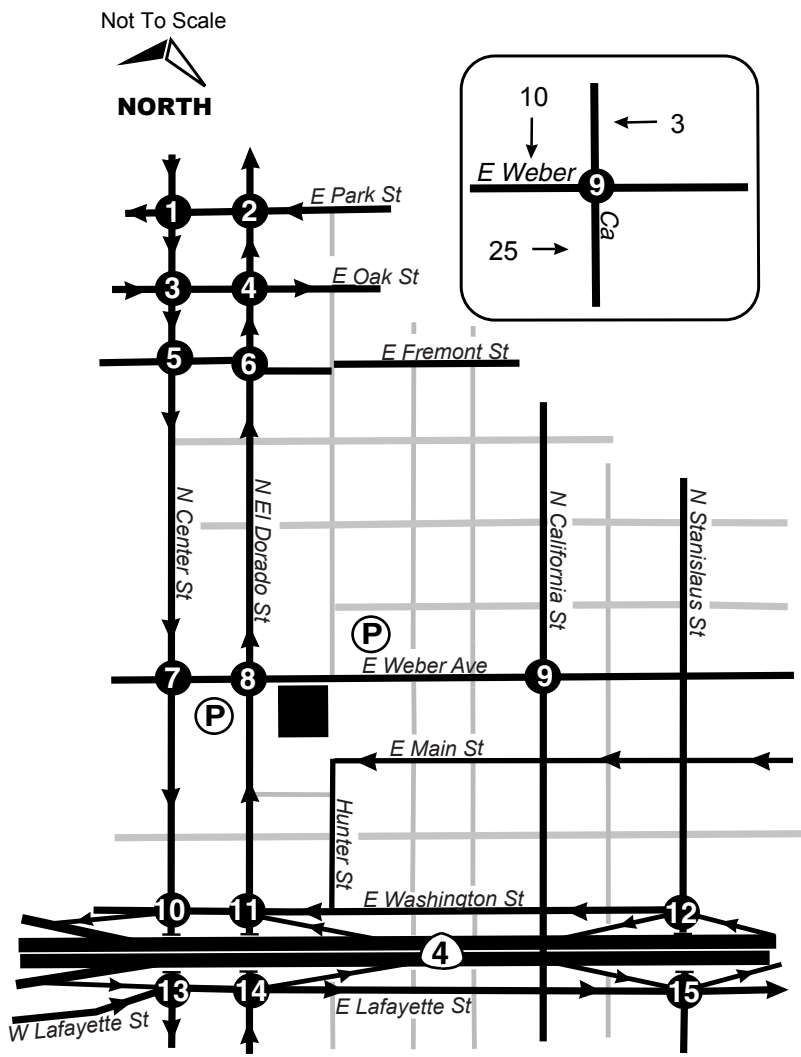 Not To Scale
NORTH
10
3
E Weber
9
Ca
25
E Park St
1
2
E Oak St
3
4
E Fremont St
5
6
N Center St
N El Dorado St
N California St
N Stanislaus St
P
E Weber Ave
7
8
9
P
E Main St
Hunter St
E Washington St
10
11
12
4
13
14
15
E Lafayette St
W Lafayette St